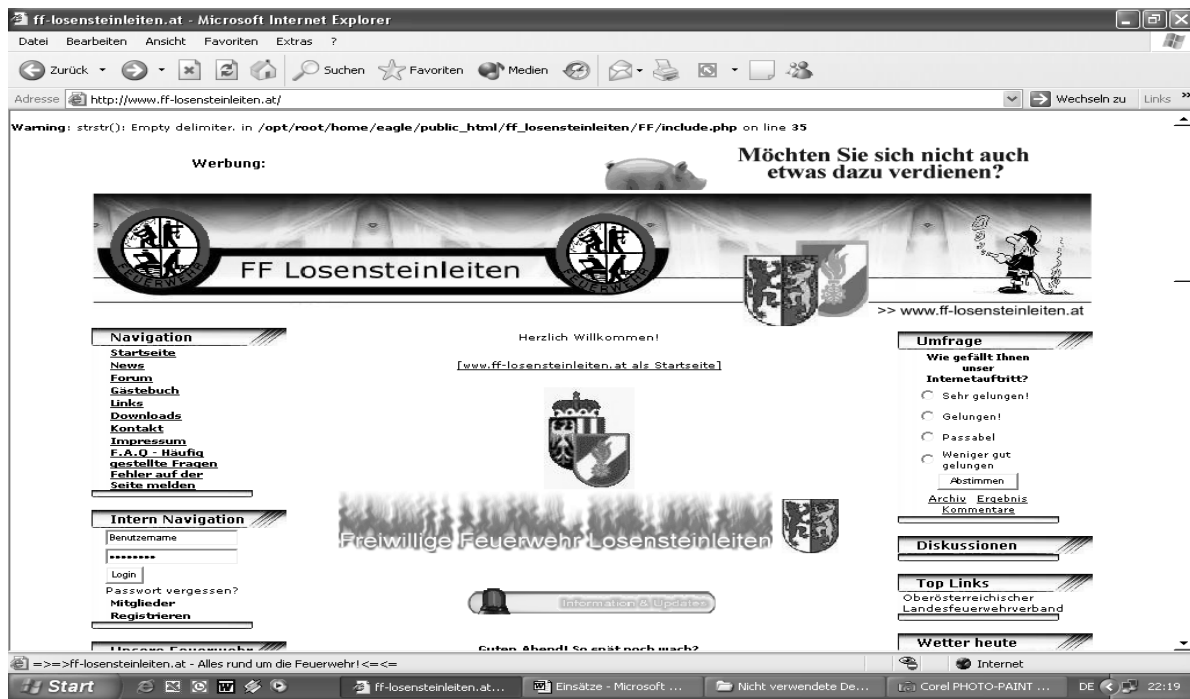 ff-losensteinleiten.at - Microsoft Internet Explorer
Datei Bearbeiten Ansicht Favoriten Extras ?
Zurück Suchen Favoriten Medien
Adresse http://www.ff-losensteinleiten.at/ Wechseln zu Links »
Warning: strstr(): Empty delimiter. in /opt/root/home/eagle/public_html/ff_losensteinleiten/FF/include.php on line 35
Werbung:
Möchten Sie sich nicht auch
etwas dazu verdienen?
FEUERWEHR
FF Losensteinleiten
FEUERWEHR
>> www.ff-losensteinleiten.at
Navigation
Startseite
News
Forum
Gästebuch
Links
Downloads
Kontakt
Impressum
F.A.Q - Häufig
gestellte Fragen
Fehler auf der
Seite melden
Intern Navigation
Benutzername
••••••••
Login
Passwort vergessen?
Mitglieder
Registrieren
Unsere Feuerwehr
Herzlich Willkommen!
[www.ff-losensteinleiten.at als Startseite]
Freiwillige Feuerwehr Losensteinleiten
Information & Updates
Guten Abend! So spät noch wach?
Umfrage
Wie gefällt Ihnen
unser
Internetauftritt?
Sehr gelungen!
Gelungen!
Passabel
Weniger gut
gelungen
Abstimmen
Archiv Ergebnis
Kommentare
Diskussionen
Top Links
Oberösterreichischer
Landesfeuerwehrverband
Wetter heute
=>=>ff-losensteinleiten.at - Alles rund um die Feuerwehr!<=<= Internet
Start ff-losensteinleiten.at... Einsätze - Microsoft ... Nicht verwendete De... Corel PHOTO-PAINT ... DE 22:19